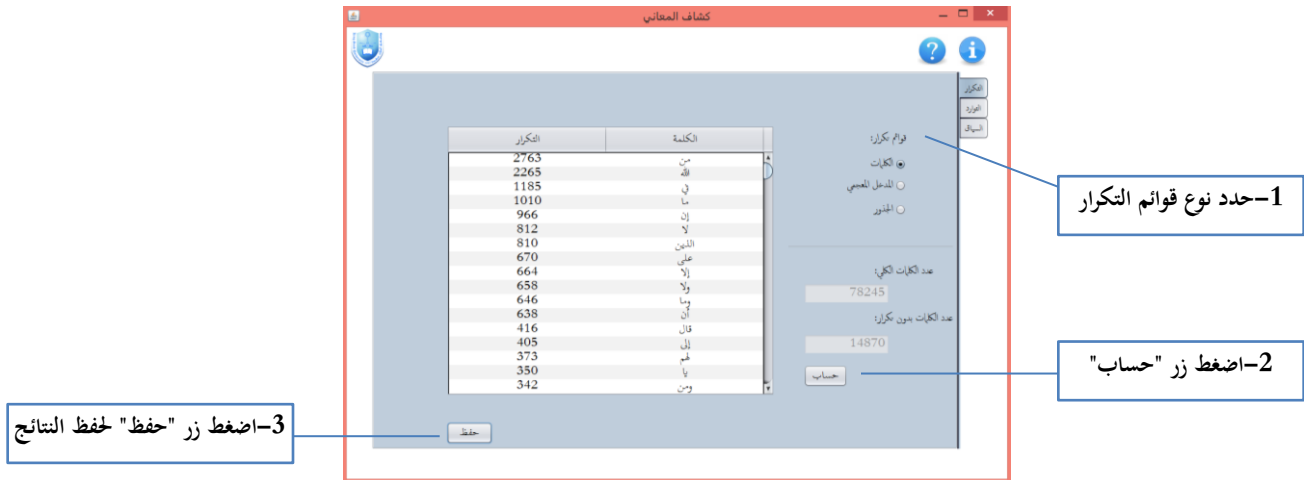 كشاف المعاني
التكرار
التوارد
السياق
قوائم تكرار:
الكلمات
المدخل المعجمي
الجذور
عدد الكلمات الكلي:
78245
عدد الكلمات بدون تكرار:
14870
حساب
الكلمة التكرار
من 2763
الله 2265
في 1185
ما 1010
إن 966
لا 812
الذين 810
على 670
إلا 664
ولا 658
وما 646
أن 638
قال 416
إلى 405
لهم 373
يا 350
ومن 342
حفظ
1-حدد نوع قوائم التكرار
2-اضغط زر "حساب"
3-اضغط زر "حفظ" لحفظ النتائج